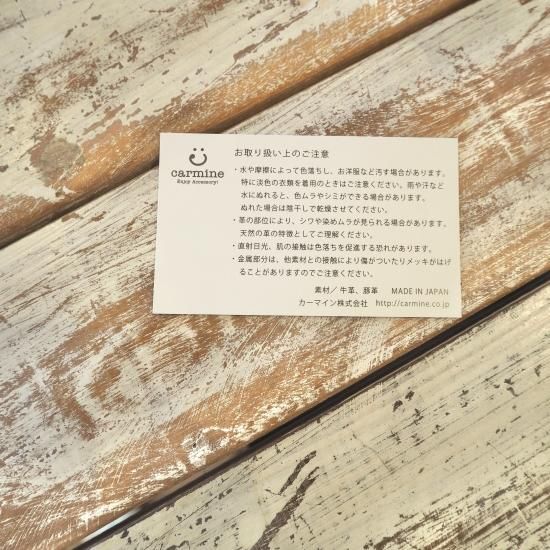 carmine
Enjoy Accessory!
お取り扱い上のご注意
・水や摩擦によって色落ちし、お洋服など汚す場合があります。
特に淡色の衣類を着用のときはご注意ください。雨や汗など
水にぬれると、色ムラやシミができる場合があります。
ぬれた場合は陰干しで乾燥させてください。
・革の部位により、シワや染めムラが見られる場合があります。
天然の革の特徴としてご理解ください。
・直射日光、肌の接触は色落ちを促進する恐れがあります。
・金属部分は、他素材との接触により傷がついたりメッキがはげ
ることがありますのでご注意ください。
素材／牛革、豚革 MADE IN JAPAN
カーマイン株式会社 http://carmine.co.jp